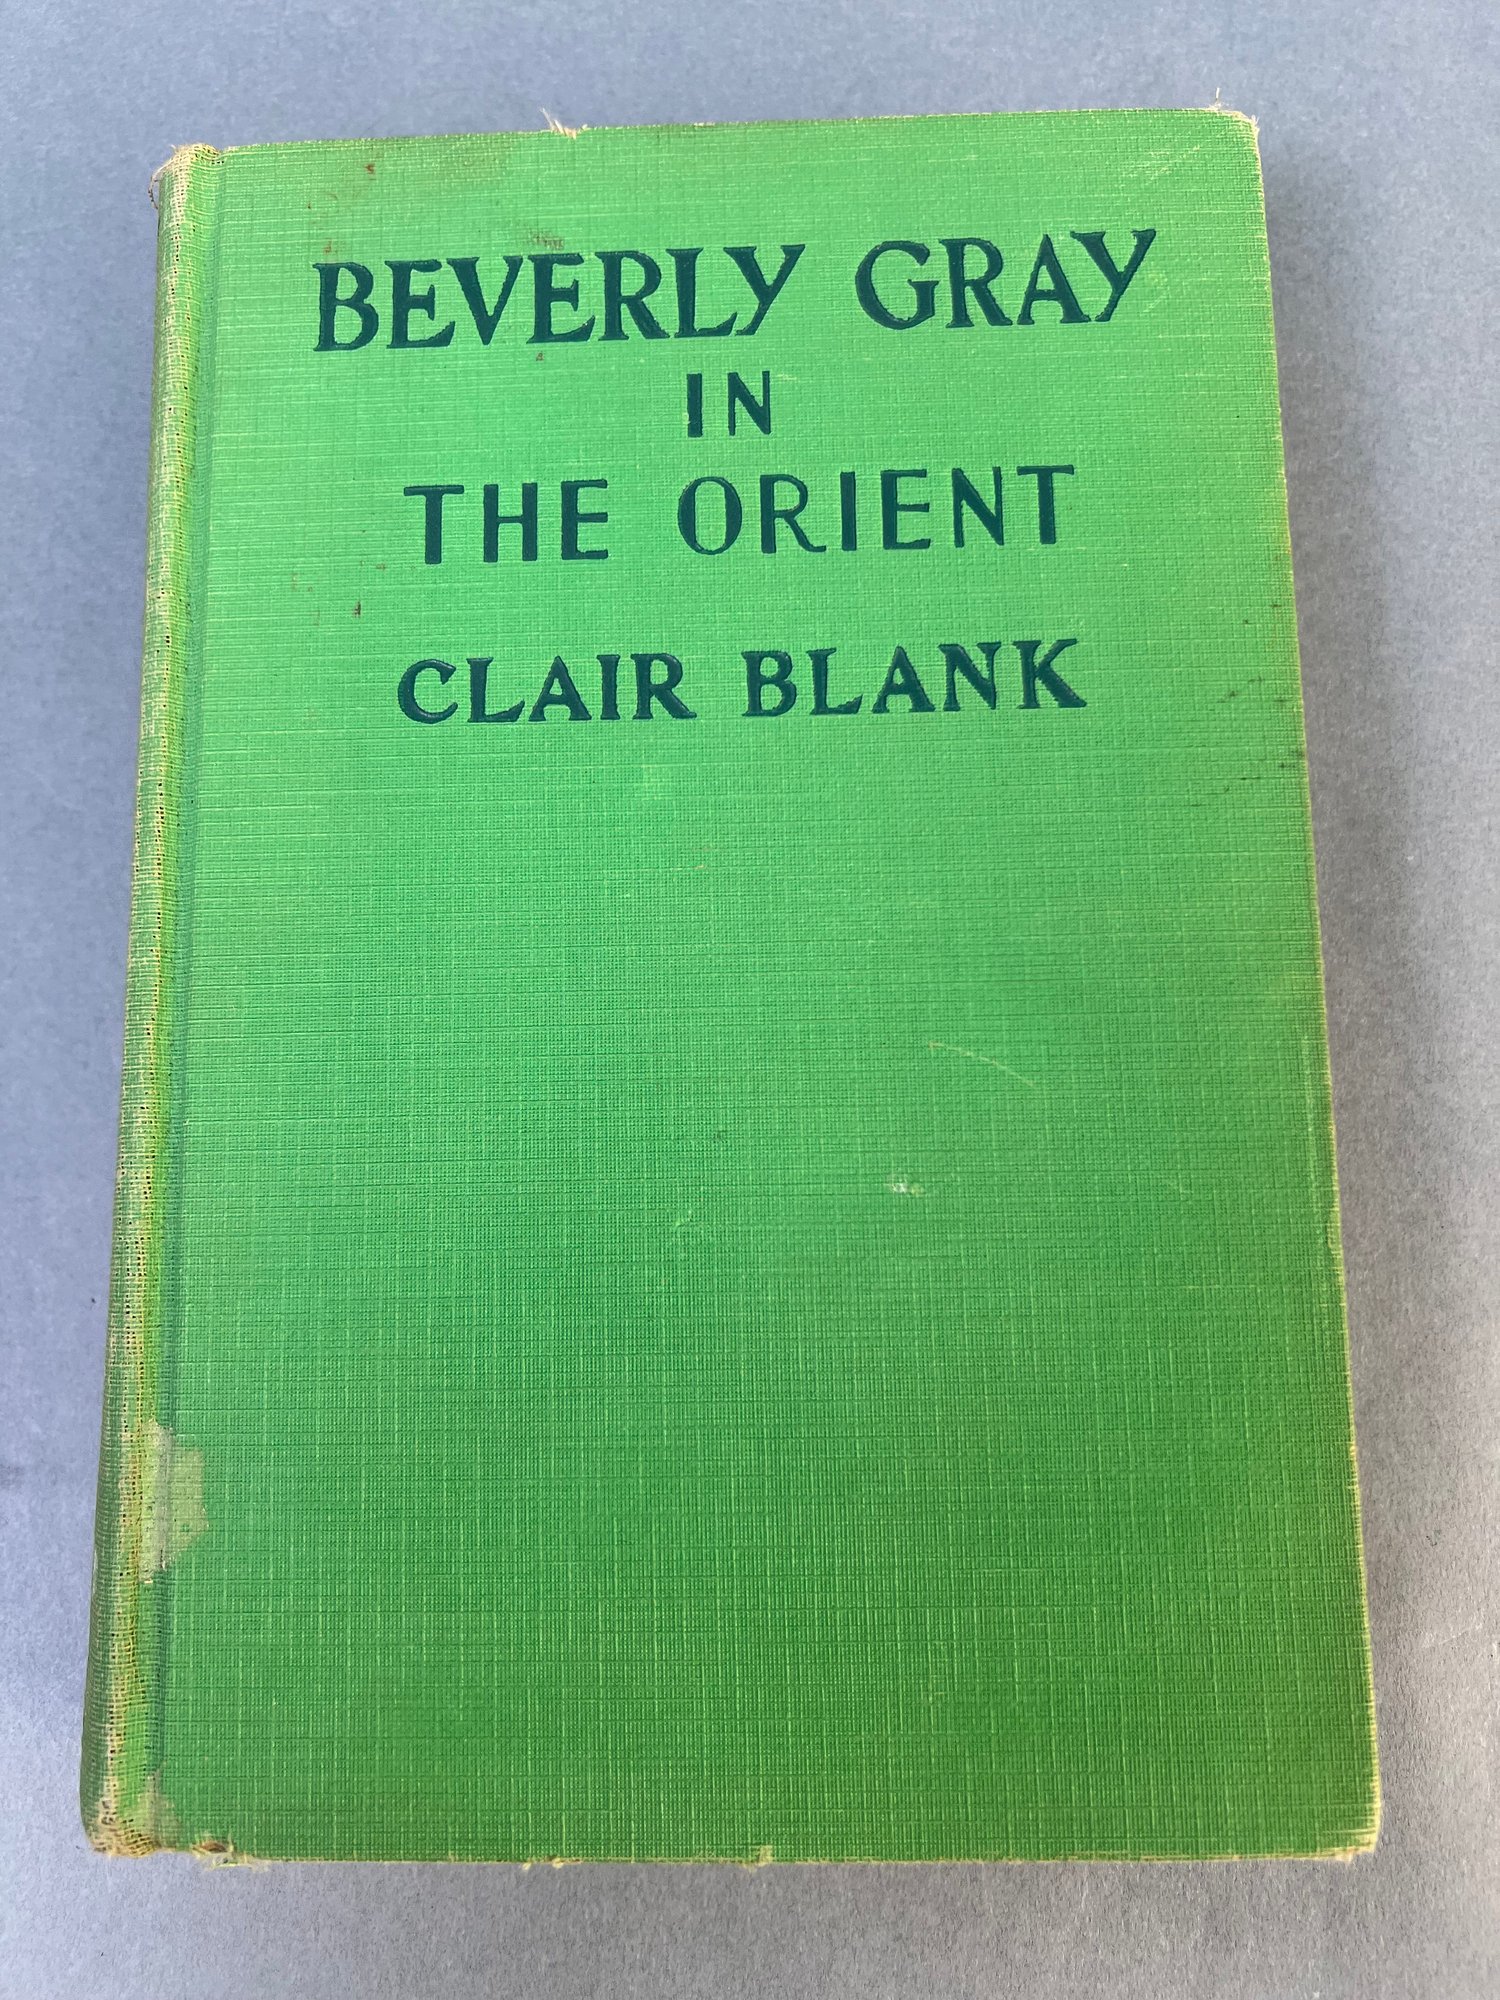 BEVERLY GRAY
IN
THE ORIENT
CLAIR BLANK